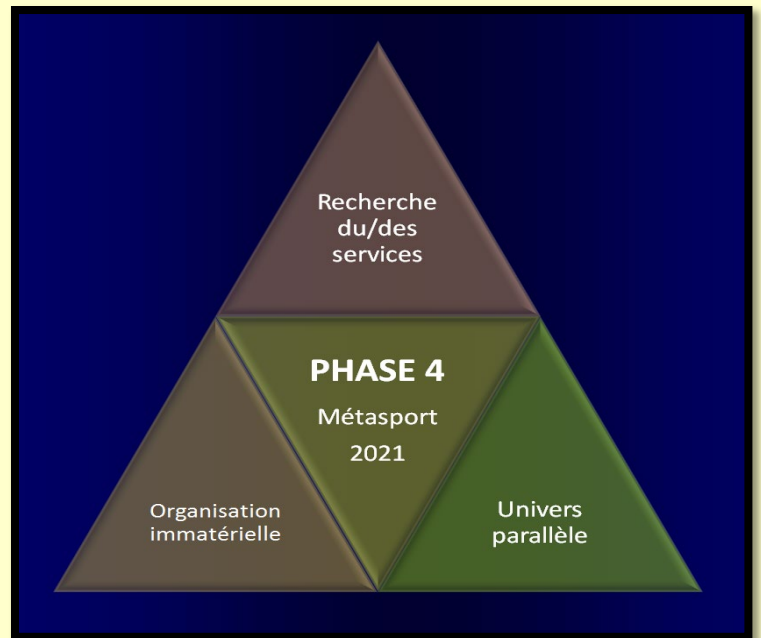 Recherche
du/des
services
PHASE 4
Métasport
2021
Organisation
immatérielle
Univers
parallèle